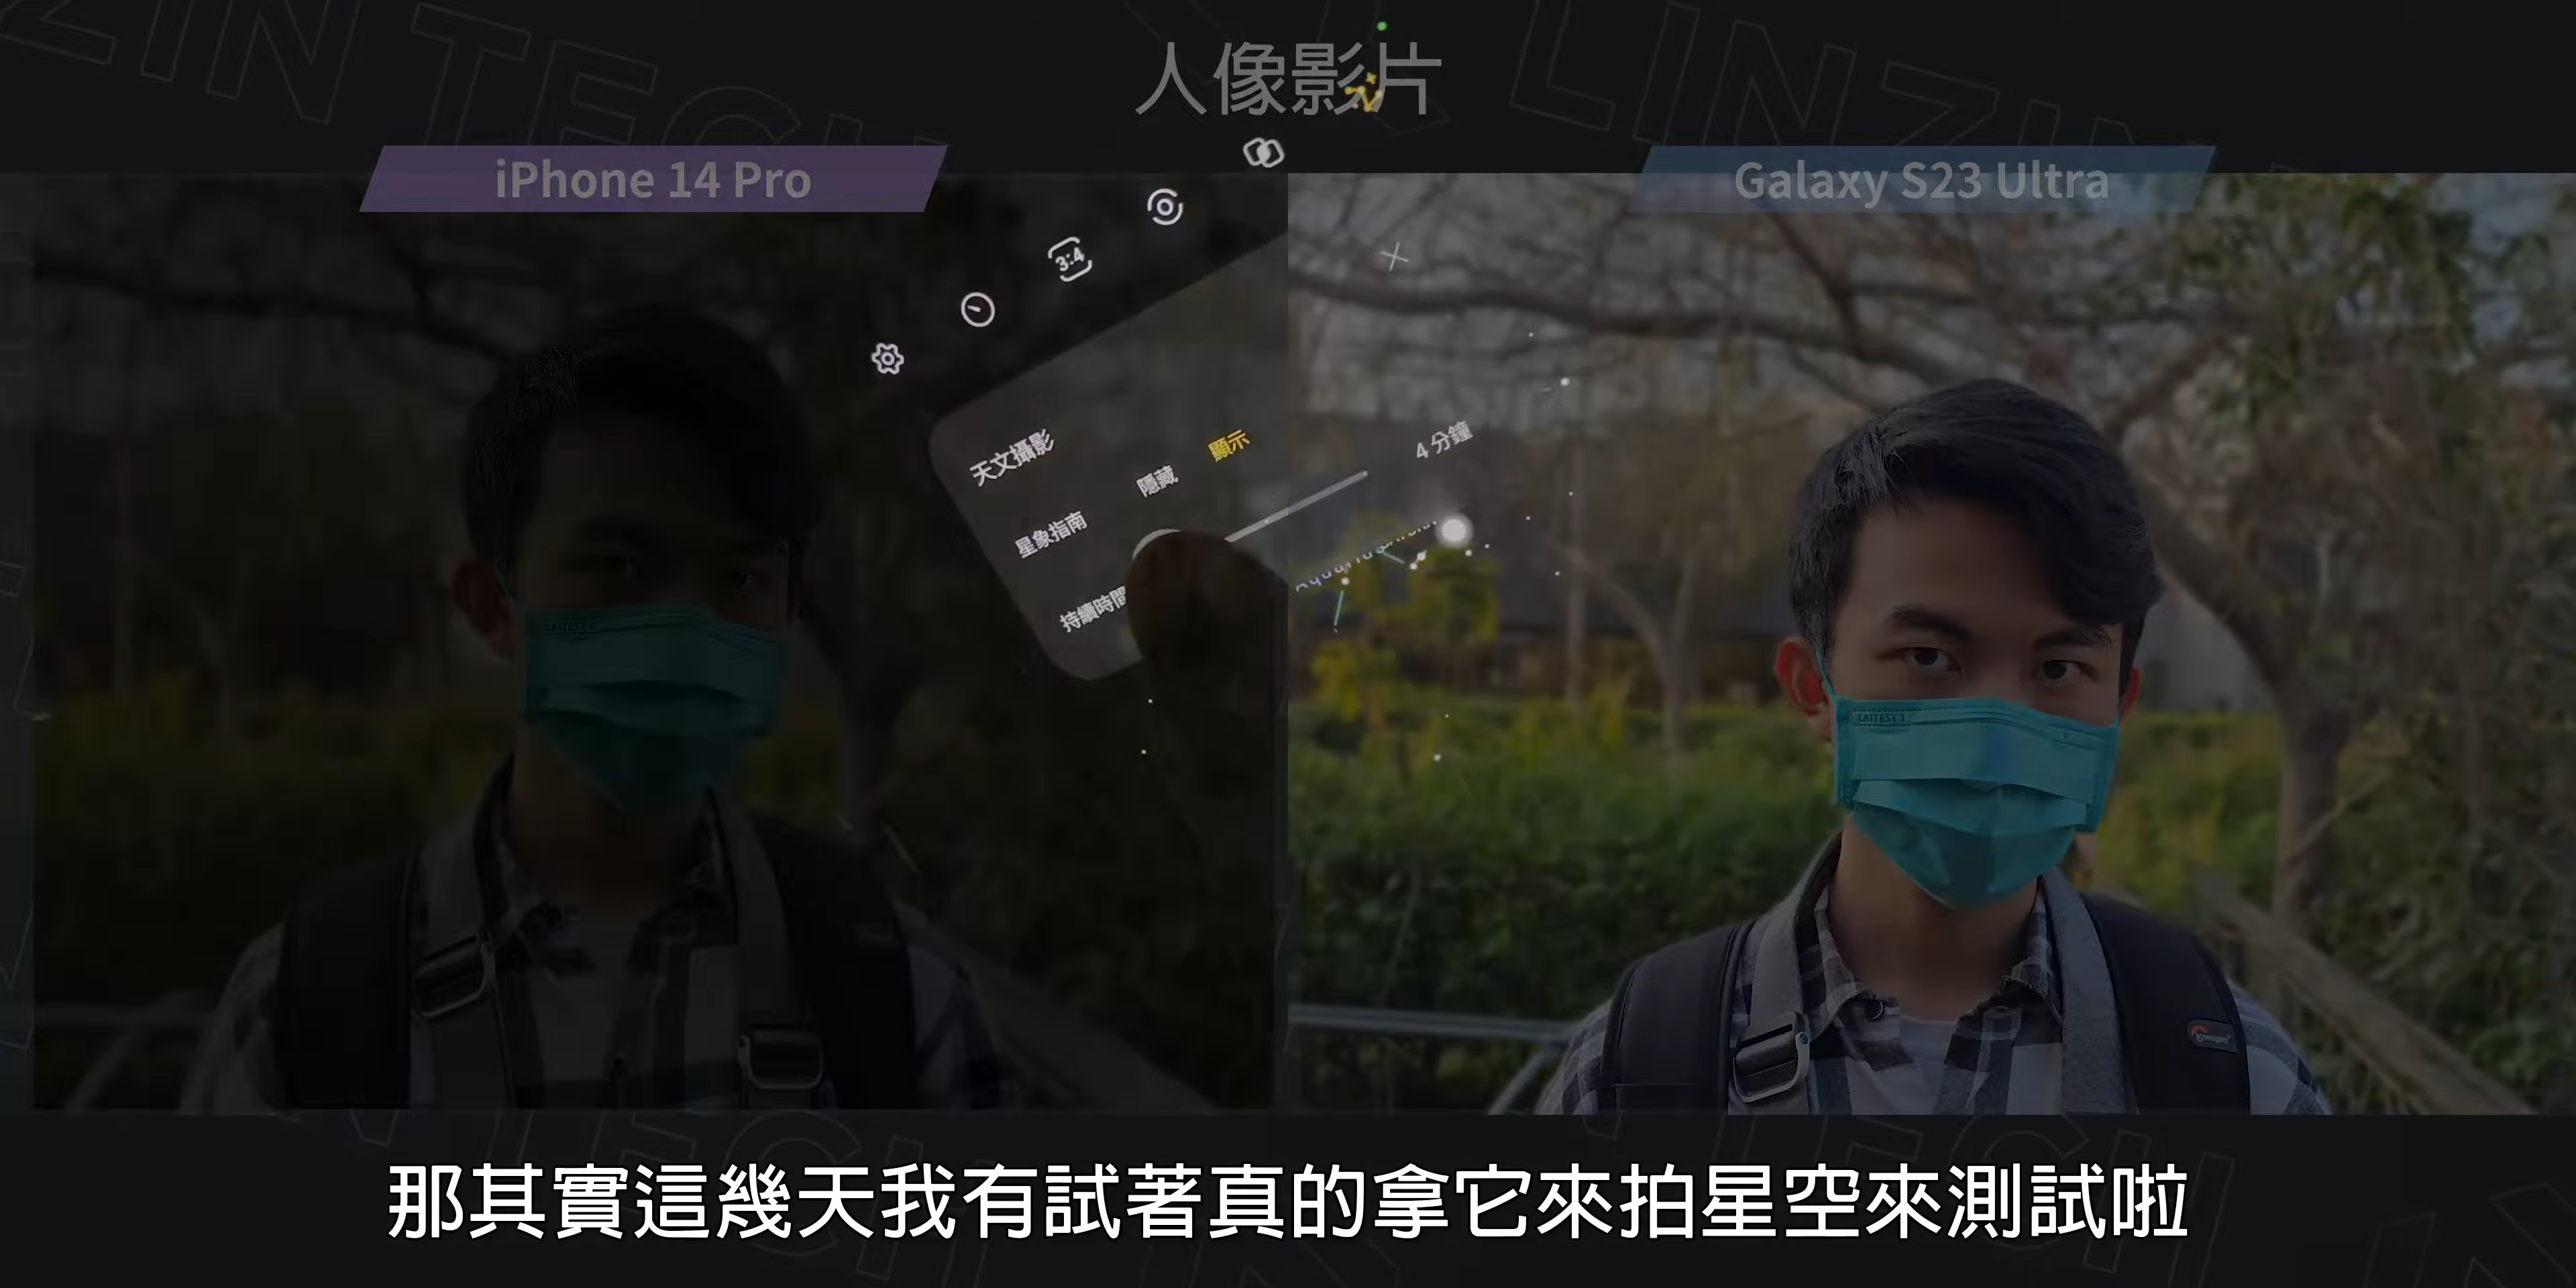 人像影片
iPhone 14 Pro
Galaxy S23 Ultra
3:4
天文攝影
星象指南
隱藏
顯示
持續時間
4 分鐘
LINZIN TECH
那其實這幾天我有試著真的拿它來拍星空來測試啦